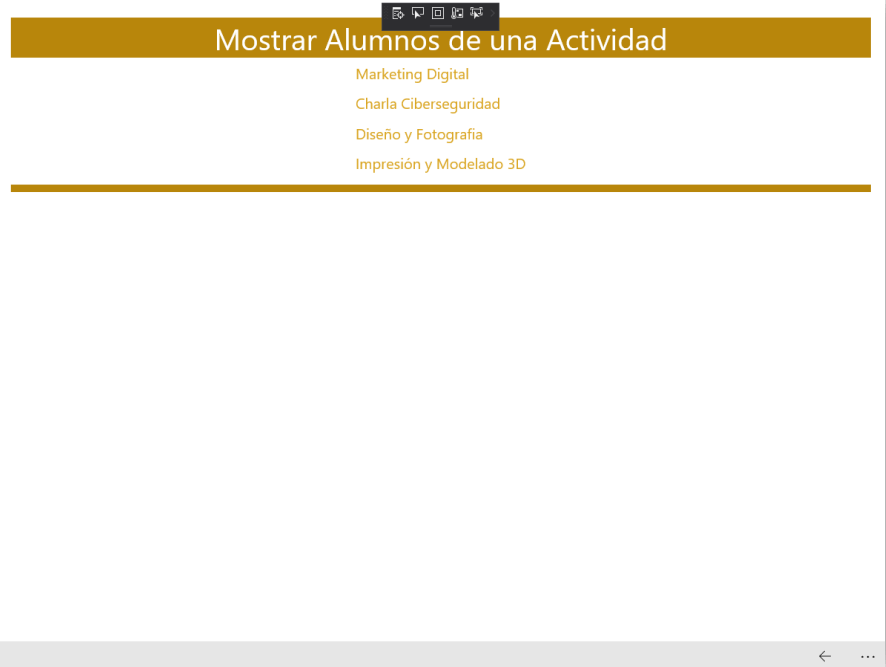 Mostrar Alumnos de una Actividad
Marketing Digital
Charla Ciberseguridad
Diseño y Fotografia
Impresión y Modelado 3D